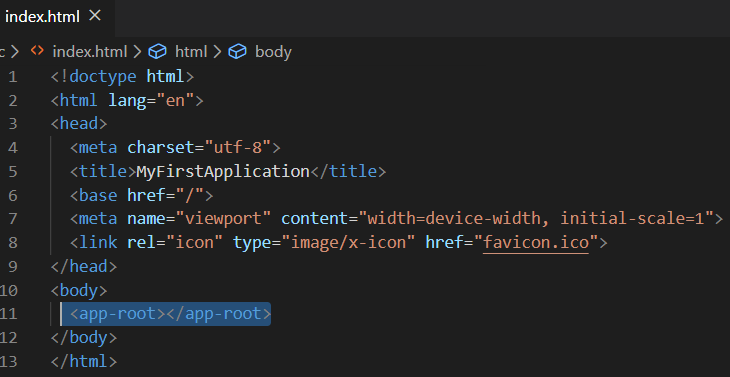 index.html
c > index.html > html > body
1 <!doctype html>
2 <html lang="en">
3 <head>
4 <meta charset="utf-8">
5 <title>MyFirstApplication</title>
6 <base href="/">
7 <meta name="viewport" content="width=device-width, initial-scale=1">
8 <link rel="icon" type="image/x-icon" href="favicon.ico">
9 </head>
10 <body>
11 <app-root></app-root>
12 </body>
13 </html>